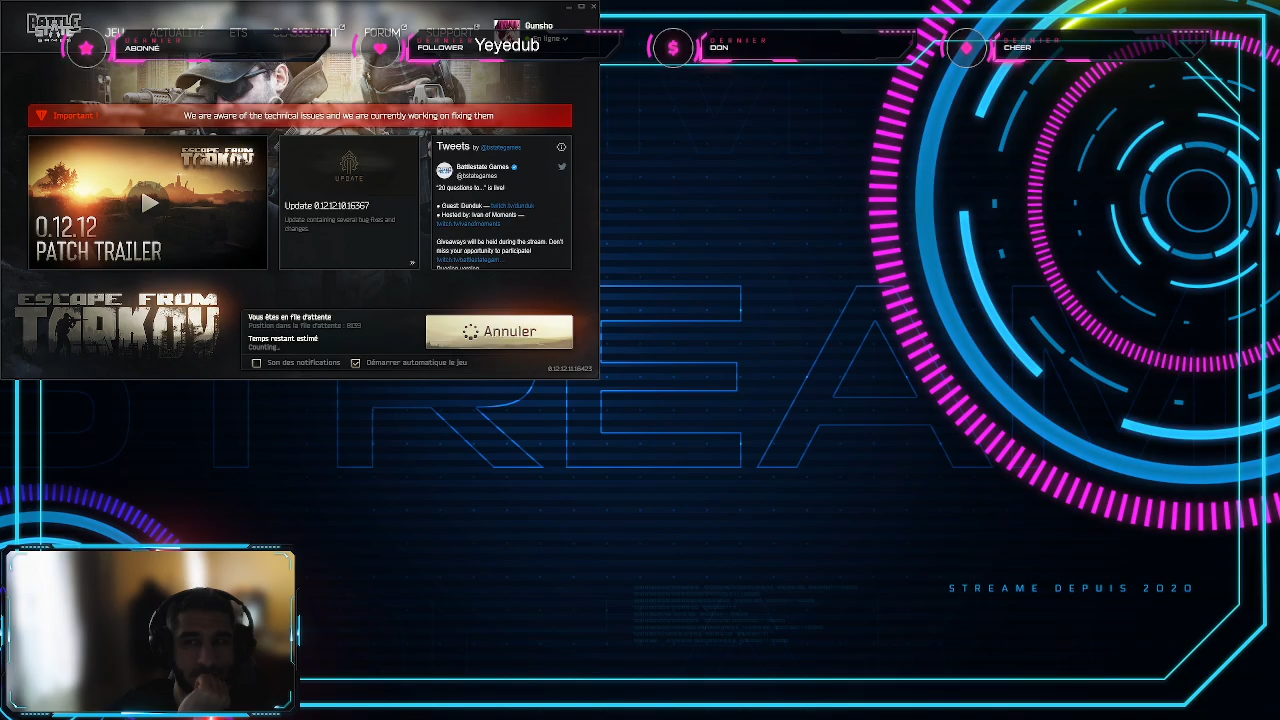 BATTLE
STATE
GAMES
JEU
ACTUALITÉ
FORUM
SUPPORT
Gunsho
En ligne
DERNIER
ABONNÉ
DERNIER
FOLLOWER
Yeyedub
DERNIER
DON
DERNIER
CHEER
Important !
We are aware of the technical issues and we are currently working on fixing them
ESCAPE FROM
TARKOV
0.12.12
PATCH TRAILER
UPDATE
Update 0.12.12.10.16367
Update containing several bug-fixes and
changes.
»
Tweets by @bstategames
Battlestate Games
@bstategames
"20 questions to..." is live!
● Guest: Dunduk — twitch.tv/dunduk
● Hosted by: Ivan of Moments —
twitch.tv/ivanofmoments
Giveaways will be held during the stream. Don't
miss your opportunity to participate!
twitch.tv/battlestategam...
ESCAPE FROM
TARKOV
Vous êtes en file d'attente
Position dans la file d'attente : 8139
Temps restant estimé
Counting...
Annuler
Son des notifications
Démarrer automatique le jeu
0.12.12.11.16423
STREAM
STREAME DEPUIS 2020